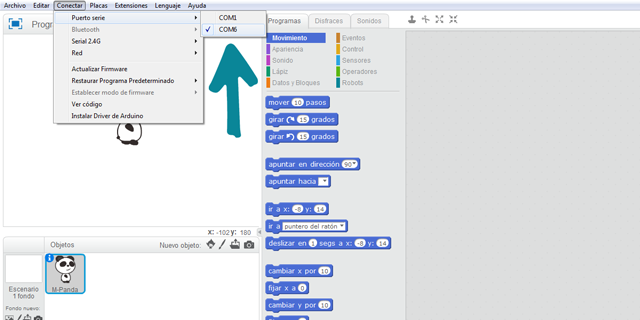 Archivo Editar Conectar Placas Extensiones Lenguaje Ayuda
Puerto serie
COM1
COM6
Bluetooth
Serial 2.4G
Red
Actualizar Firmware
Restaurar Programa Predeterminado
Establecer modo de firmware
Ver código
Instalar Driver de Arduino
Progra
Programas Disfraces Sonidos
Movimiento Eventos
Apariencia Control
Sonido Sensores
Lápiz Operadores
Datos y Bloques Robots
mover 10 pasos
girar 15 grados
girar 15 grados
apuntar en dirección 90
apuntar hacia
ir a x: -8 y: 14
ir a puntero del ratón
deslizar en 1 segs a x: -8 y: 14
cambiar x por 10
fijar x a 0
cambiar y por 10
x: -102 y: 180
Objetos Nuevo objeto:
Escenario
1 fondo
Fondo nuevo:
M-Panda